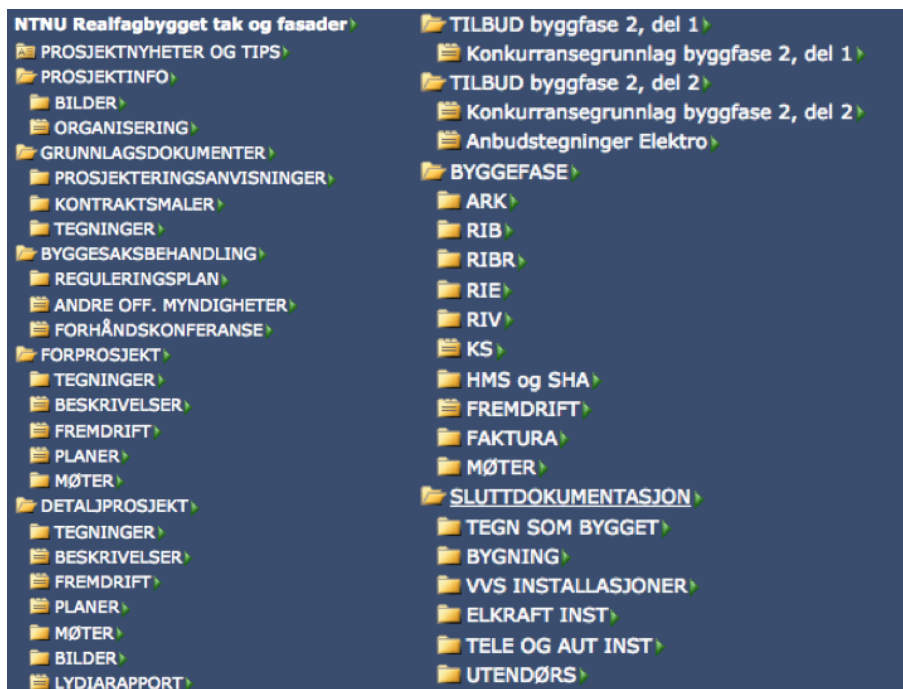 NTNU Realfagbygget tak og fasader
PROSJEKTNYHETER OG TIPS
PROSJEKTINFO
BILDER
ORGANISERING
GRUNNLAGSDOKUMENTER
PROSJEKTERINGSANVISNINGER
KONTRAKTSMALER
TEGNINGER
BYGGESAKSBEHANDLING
REGULERINGSPLAN
ANDRE OFF. MYNDIGHETER
FORHÅNDSKONFERANSE
FORPROSJEKT
TEGNINGER
BESKRIVELSER
FREMDRIFT
PLANER
MØTER
DETALJPROSJEKT
TEGNINGER
BESKRIVELSER
FREMDRIFT
PLANER
MØTER
BILDER
LYDIARAPPORT
TILBUD byggfase 2, del 1
Konkurransegrunnlag byggfase 2, del 1
TILBUD byggfase 2, del 2
Konkurransegrunnlag byggfase 2, del 2
Anbudstegninger Elektro
BYGGEFASE
ARK
RIB
RIBR
RIE
RIV
KS
HMS og SHA
FREMDRIFT
FAKTURA
MØTER
SLUTTDOKUMENTASJON
TEGN SOM BYGGET
BYGNING
VVS INSTALLASJONER
ELKRAFT INST
TELE OG AUT INST
UTENDØRS